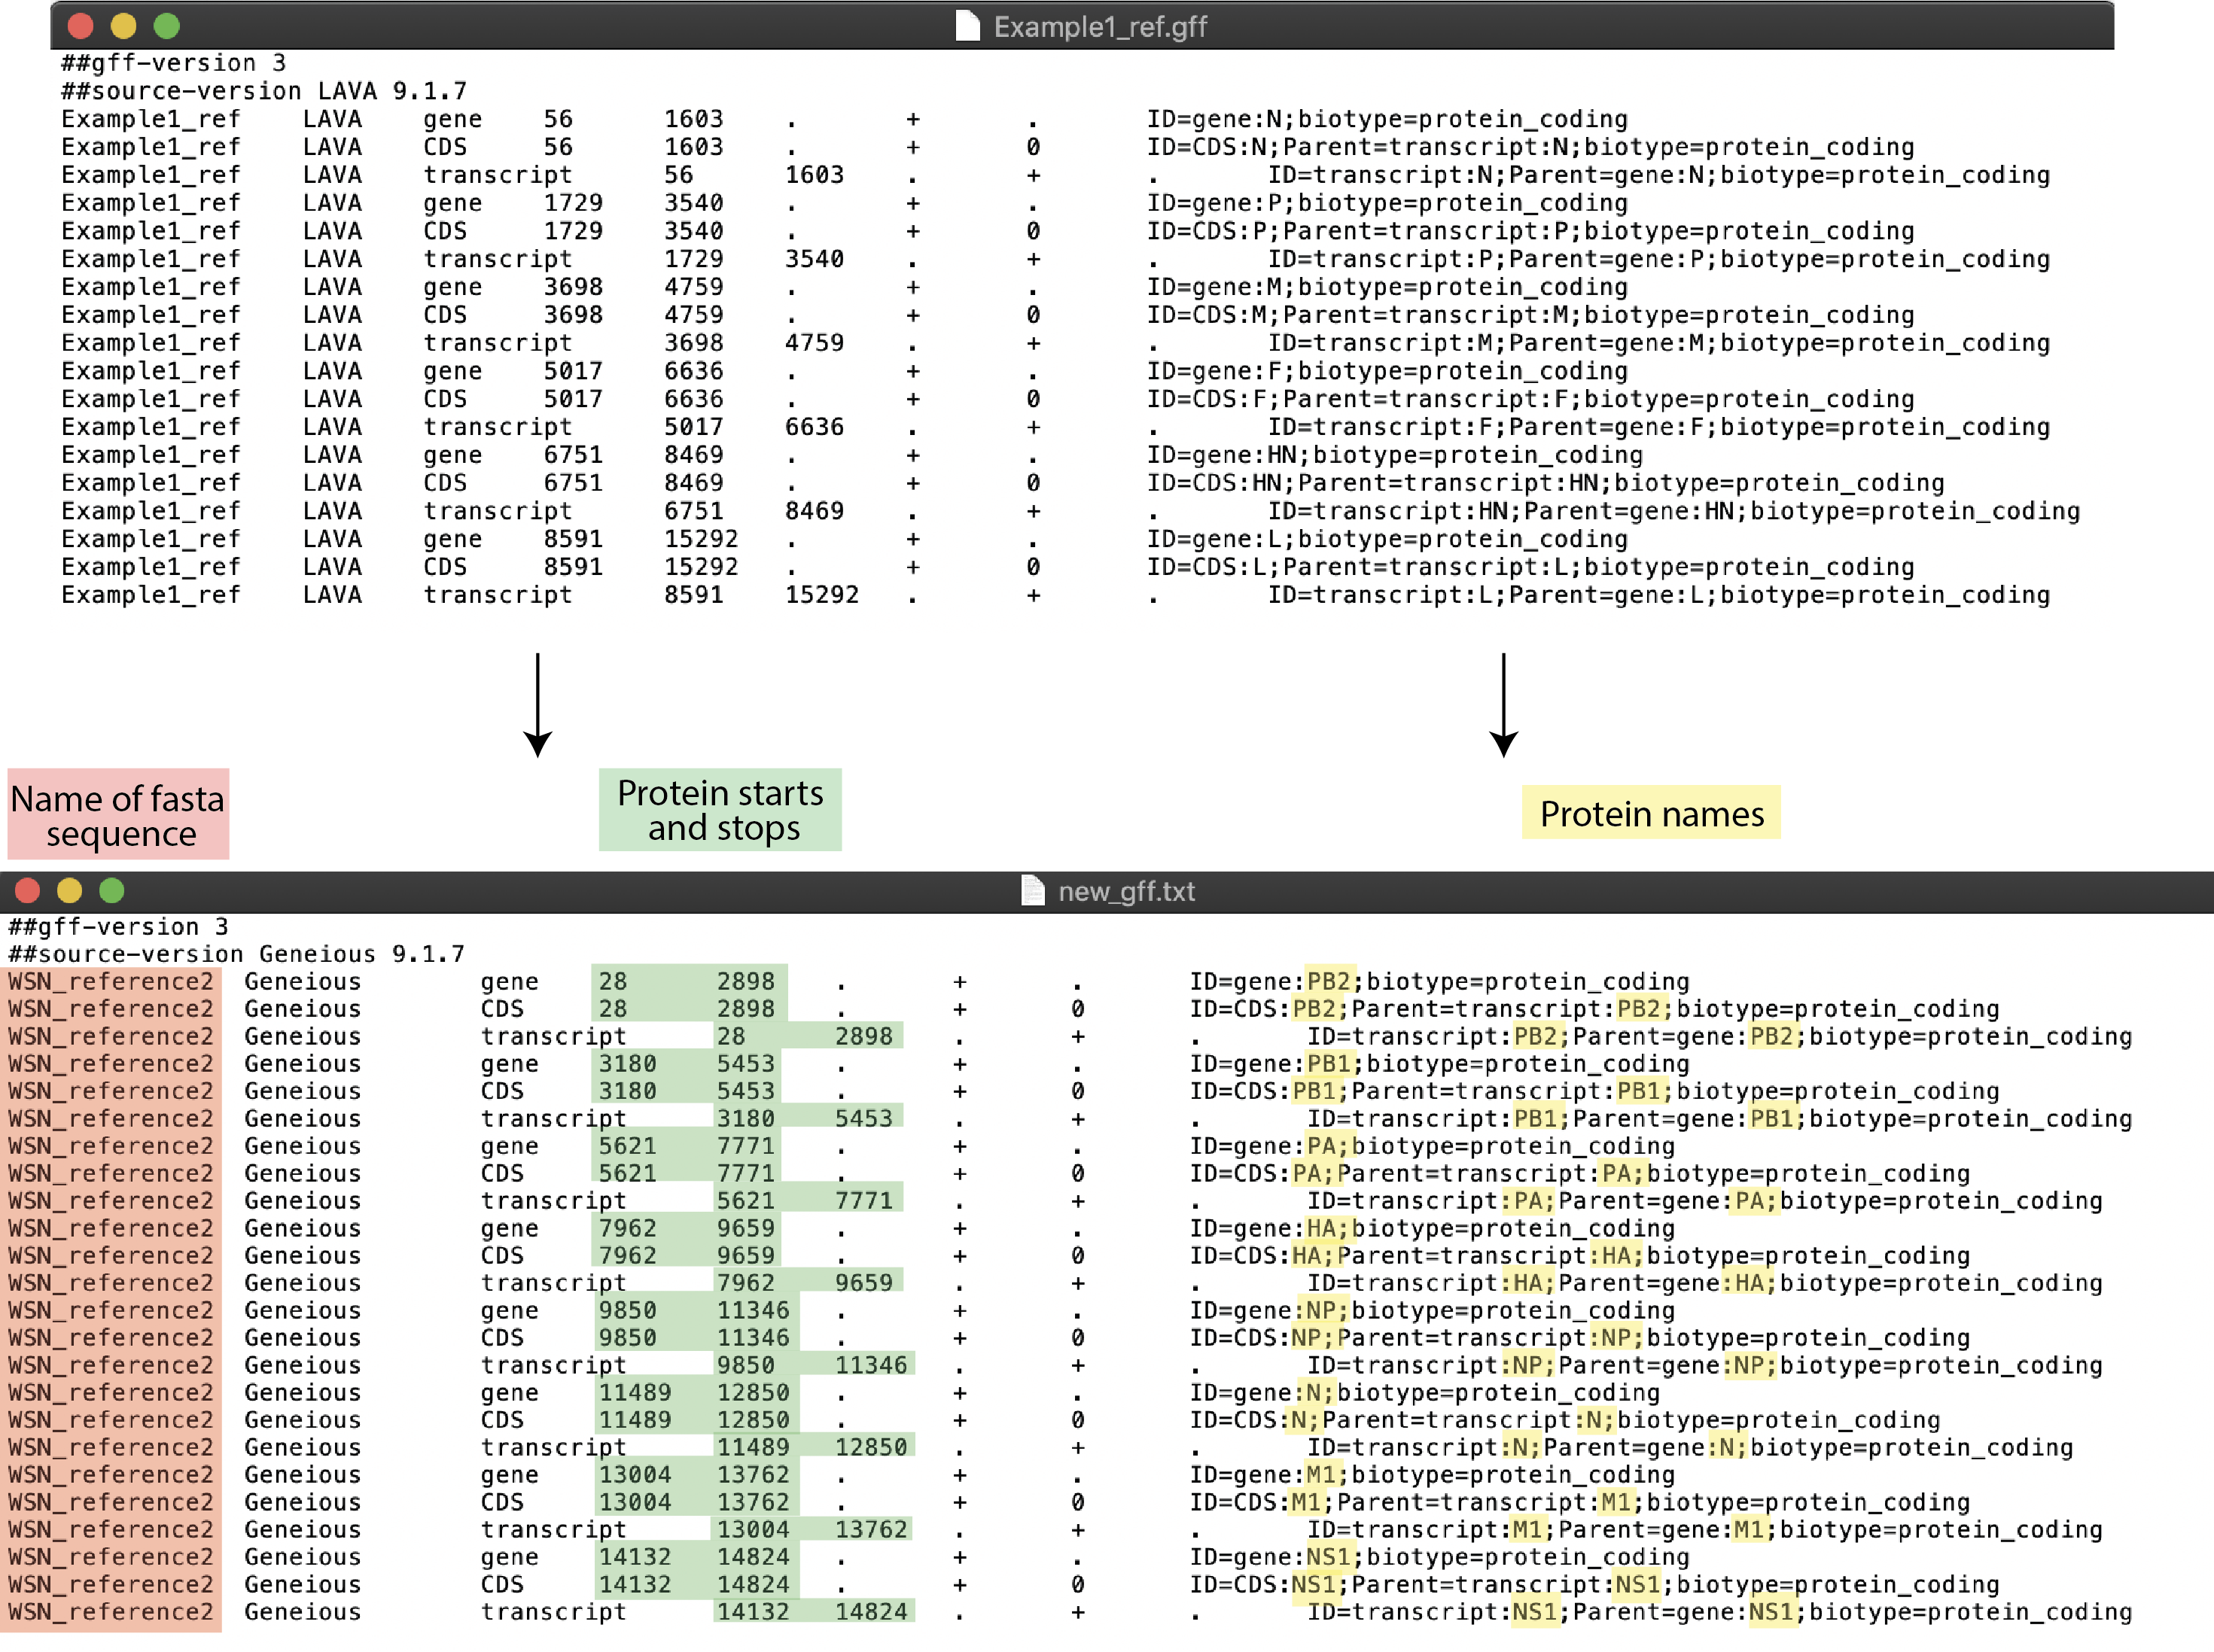 Example1_ref.gff
##gff-version 3
##source-version LAVA 9.1.7
Example1_ref LAVA gene 56 1603 . + . ID=gene:N;biotype=protein_coding
Example1_ref LAVA CDS 56 1603 . + 0 ID=CDS:N;Parent=transcript:N;biotype=protein_coding
Example1_ref LAVA transcript 56 1603 . + . ID=transcript:N;Parent=gene:N;biotype=protein_coding
Example1_ref LAVA gene 1729 3540 . + . ID=gene:P;biotype=protein_coding
Example1_ref LAVA CDS 1729 3540 . + 0 ID=CDS:P;Parent=transcript:P;biotype=protein_coding
Example1_ref LAVA transcript 1729 3540 . + . ID=transcript:P;Parent=gene:P;biotype=protein_coding
Example1_ref LAVA gene 3698 4759 . + . ID=gene:M;biotype=protein_coding
Example1_ref LAVA CDS 3698 4759 . + 0 ID=CDS:M;Parent=transcript:M;biotype=protein_coding
Example1_ref LAVA transcript 3698 4759 . + . ID=transcript:M;Parent=gene:M;biotype=protein_coding
Example1_ref LAVA gene 5017 6636 . + . ID=gene:F;biotype=protein_coding
Example1_ref LAVA CDS 5017 6636 . + 0 ID=CDS:F;Parent=transcript:F;biotype=protein_coding
Example1_ref LAVA transcript 5017 6636 . + . ID=transcript:F;Parent=gene:F;biotype=protein_coding
Example1_ref LAVA gene 6751 8469 . + . ID=gene:HN;biotype=protein_coding
Example1_ref LAVA CDS 6751 8469 . + 0 ID=CDS:HN;Parent=transcript:HN;biotype=protein_coding
Example1_ref LAVA transcript 6751 8469 . + . ID=transcript:HN;Parent=gene:HN;biotype=protein_coding
Example1_ref LAVA gene 8591 15292 . + . ID=gene:L;biotype=protein_coding
Example1_ref LAVA CDS 8591 15292 . + 0 ID=CDS:L;Parent=transcript:L;biotype=protein_coding
Example1_ref LAVA transcript 8591 15292 . + . ID=transcript:L;Parent=gene:L;biotype=protein_coding
Name of fasta
sequence
Protein starts
and stops
Protein names
new_gff.txt
##gff-version 3
##source-version Geneious 9.1.7
WSN_reference2 Geneious gene 28 2898 . + . ID=gene:PB2;biotype=protein_coding
WSN_reference2 Geneious CDS 28 2898 . + 0 ID=CDS:PB2;Parent=transcript:PB2;biotype=protein_coding
WSN_reference2 Geneious transcript 28 2898 . + . ID=transcript:PB2;Parent=gene:PB2;biotype=protein_coding
WSN_reference2 Geneious gene 3180 5453 . + . ID=gene:PB1;biotype=protein_coding
WSN_reference2 Geneious CDS 3180 5453 . + 0 ID=CDS:PB1;Parent=transcript:PB1;biotype=protein_coding
WSN_reference2 Geneious transcript 3180 5453 . + . ID=transcript:PB1;Parent=gene:PB1;biotype=protein_coding
WSN_reference2 Geneious gene 5621 7771 . + . ID=gene:PA;biotype=protein_coding
WSN_reference2 Geneious CDS 5621 7771 . + 0 ID=CDS:PA;Parent=transcript:PA;biotype=protein_coding
WSN_reference2 Geneious transcript 5621 7771 . + . ID=transcript:PA;Parent=gene:PA;biotype=protein_coding
WSN_reference2 Geneious gene 7962 9659 . + . ID=gene:HA;biotype=protein_coding
WSN_reference2 Geneious CDS 7962 9659 . + 0 ID=CDS:HA;Parent=transcript:HA;biotype=protein_coding
WSN_reference2 Geneious transcript 7962 9659 . + . ID=transcript:HA;Parent=gene:HA;biotype=protein_coding
WSN_reference2 Geneious gene 9850 11346 . + . ID=gene:NP;biotype=protein_coding
WSN_reference2 Geneious CDS 9850 11346 . + 0 ID=CDS:NP;Parent=transcript:NP;biotype=protein_coding
WSN_reference2 Geneious transcript 9850 11346 . + . ID=transcript:NP;Parent=gene:NP;biotype=protein_coding
WSN_reference2 Geneious gene 11489 12850 . + . ID=gene:N;biotype=protein_coding
WSN_reference2 Geneious CDS 11489 12850 . + 0 ID=CDS:N;Parent=transcript:N;biotype=protein_coding
WSN_reference2 Geneious transcript 11489 12850 . + . ID=transcript:N;Parent=gene:N;biotype=protein_coding
WSN_reference2 Geneious gene 13004 13762 . + . ID=gene:M1;biotype=protein_coding
WSN_reference2 Geneious CDS 13004 13762 . + 0 ID=CDS:M1;Parent=transcript:M1;biotype=protein_coding
WSN_reference2 Geneious transcript 13004 13762 . + . ID=transcript:M1;Parent=gene:M1;biotype=protein_coding
WSN_reference2 Geneious gene 14132 14824 . + . ID=gene:NS1;biotype=protein_coding
WSN_reference2 Geneious CDS 14132 14824 . + 0 ID=CDS:NS1;Parent=transcript:NS1;biotype=protein_coding
WSN_reference2 Geneious transcript 14132 14824 . + . ID=transcript:NS1;Parent=gene:NS1;biotype=protein_coding